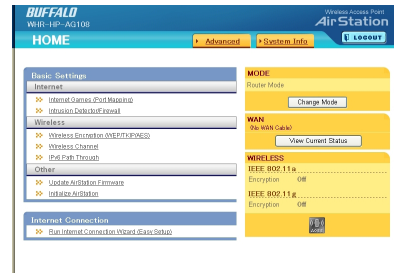 BUFFALO
WHR-HP-AG108
Wireless Access Point
AirStation
HOME
Advanced
System Info
LOGOUT
Basic Settings
Internet
Internet Games (Port Mapping)
Intrusion Detector/Firewall
Wireless
Wireless Encryption (WEP/TKIP/AES)
Wireless Channel
IPv6 Path Through
Other
Update AirStation Firmware
Initialize AirStation
Internet Connection
Run Internet Connection Wizard (Easy Setup)
MODE
Router Mode
Change Mode
WAN
(No WAN Cable)
View Current Status
WIRELESS
IEEE 802.11a
Encryption Off
IEEE 802.11g
Encryption Off
AOSS